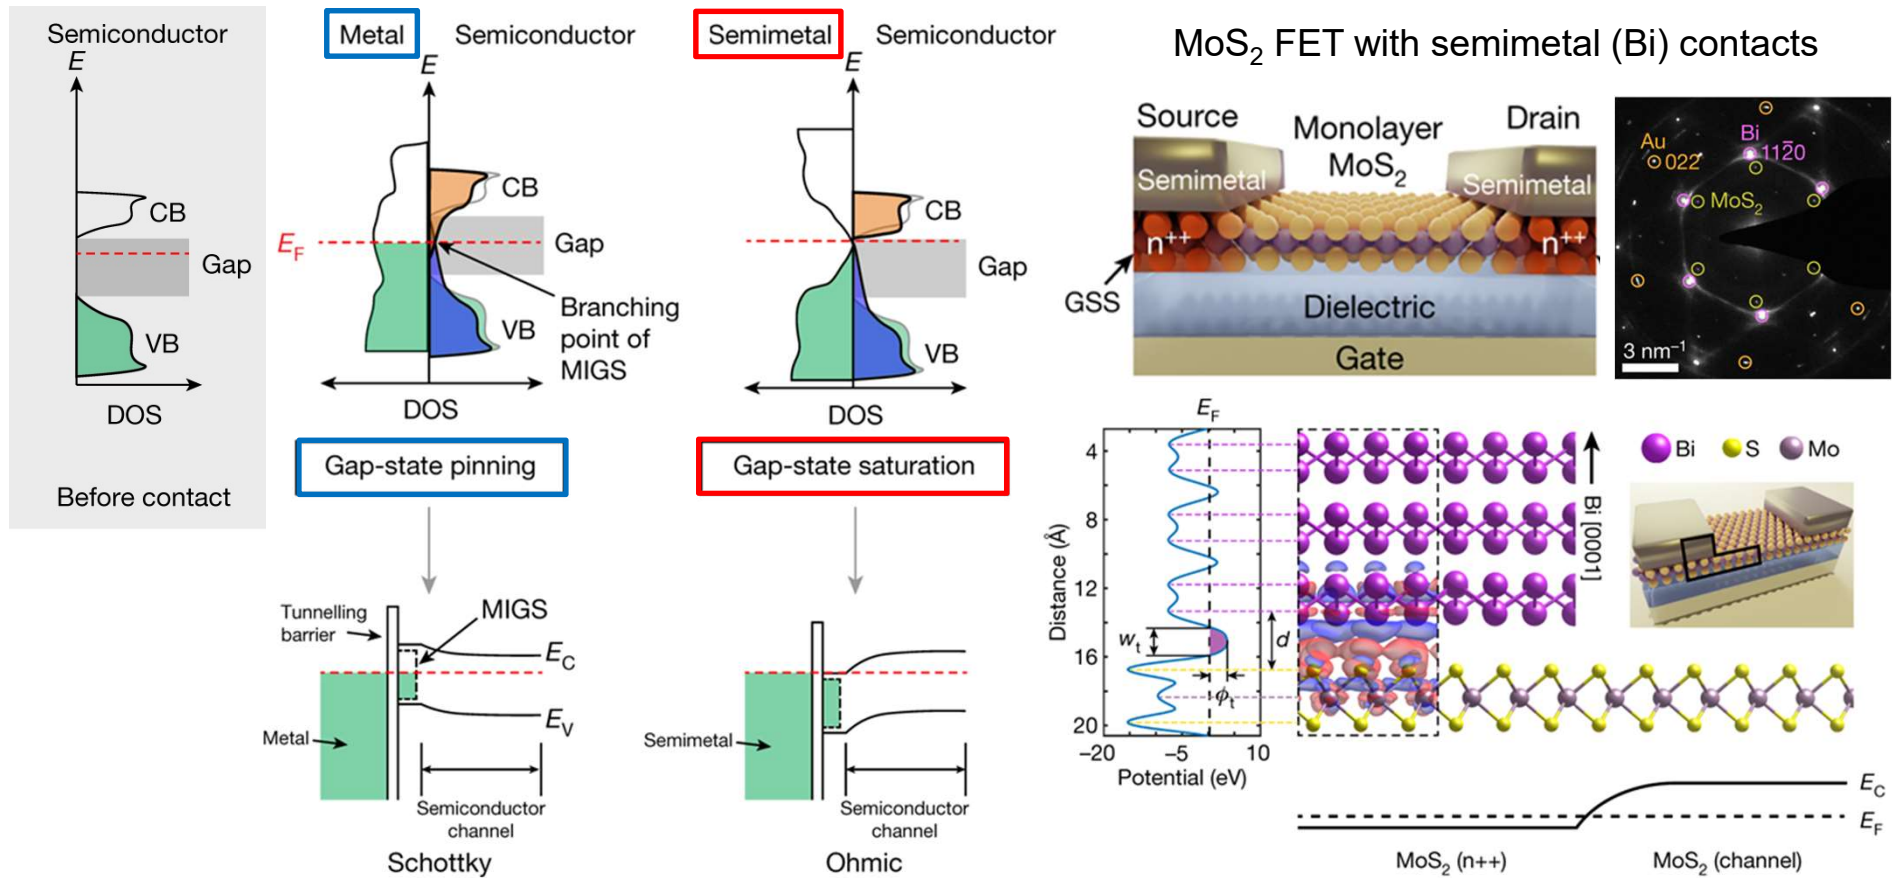 Semiconductor
E
CB
Gap
VB
DOS
Before contact
Metal
Semiconductor
E
CB
E_F
Gap
Branching
point of
MIGS
VB
DOS
Gap-state pinning
Tunnelling
barrier
MIGS
E_C
E_V
Metal
Semiconductor
channel
Schottky
Semimetal
Semiconductor
E
CB
Gap
VB
DOS
Gap-state saturation
Semimetal
Semiconductor
channel
Ohmic
MoS₂ FET with semimetal (Bi) contacts
Source
Monolayer
MoS₂
Drain
Semimetal
Semimetal
n⁺⁺
n⁺⁺
GSS
Dielectric
Gate
Au
022
Bi
112̄0
MoS₂
3 nm⁻¹
E_F
4
8
12
16
20
Distance (Å)
w_t
d
ϕ_t
−20
−5
10
Potential (eV)
Bi [0001]
Bi
S
Mo
E_C
E_F
MoS₂ (n++)
MoS₂ (channel)